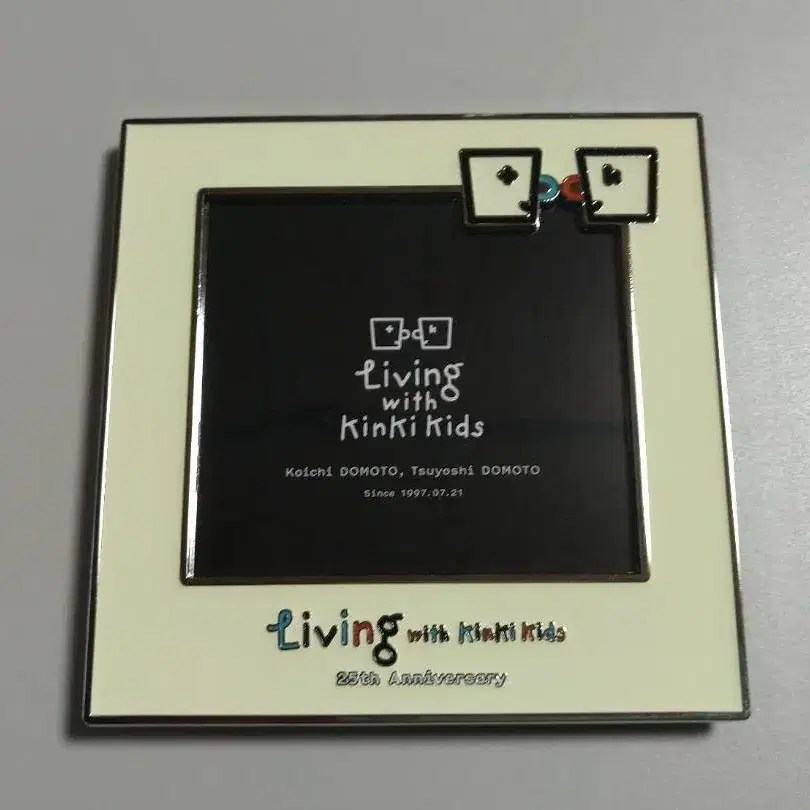 k
k
Living
with
KinKi Kids
Koichi DOMOTO, Tsuyoshi DOMOTO
Since 1997.07.21
Living with KinKi Kids
25th Anniversary